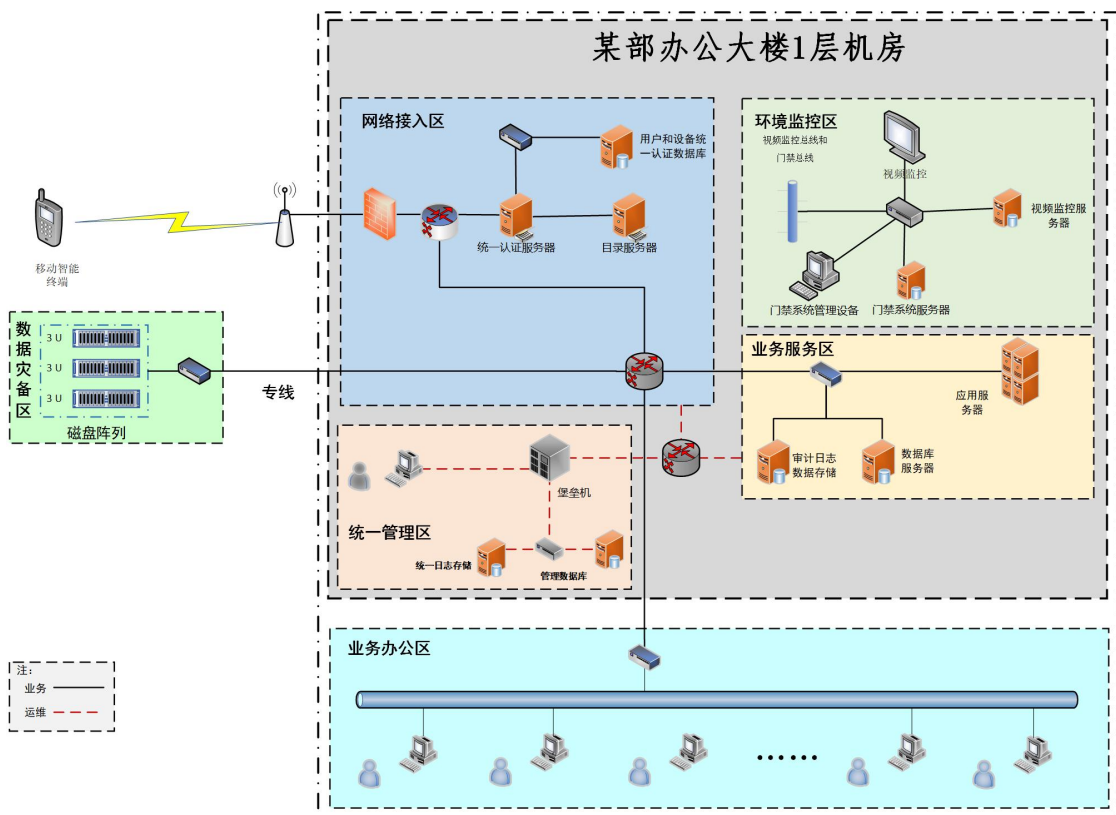 某部办公大楼1层机房
网络接入区
用户和设备统
一认证数据库
统一认证服务器
目录服务器
环境监控区
视频监控总线和
门禁总线
视频监控
视频监控服
务器
门禁系统管理设备
门禁系统服务器
移动智能
终端
数据灾备区
3 U
3 U
3 U
磁盘阵列
专线
业务服务区
应用服
务器
审计日志
数据存储
数据库
服务器
堡垒机
统一管理区
统一日志存储
管理数据库
业务办公区
······
注：
业务
运维